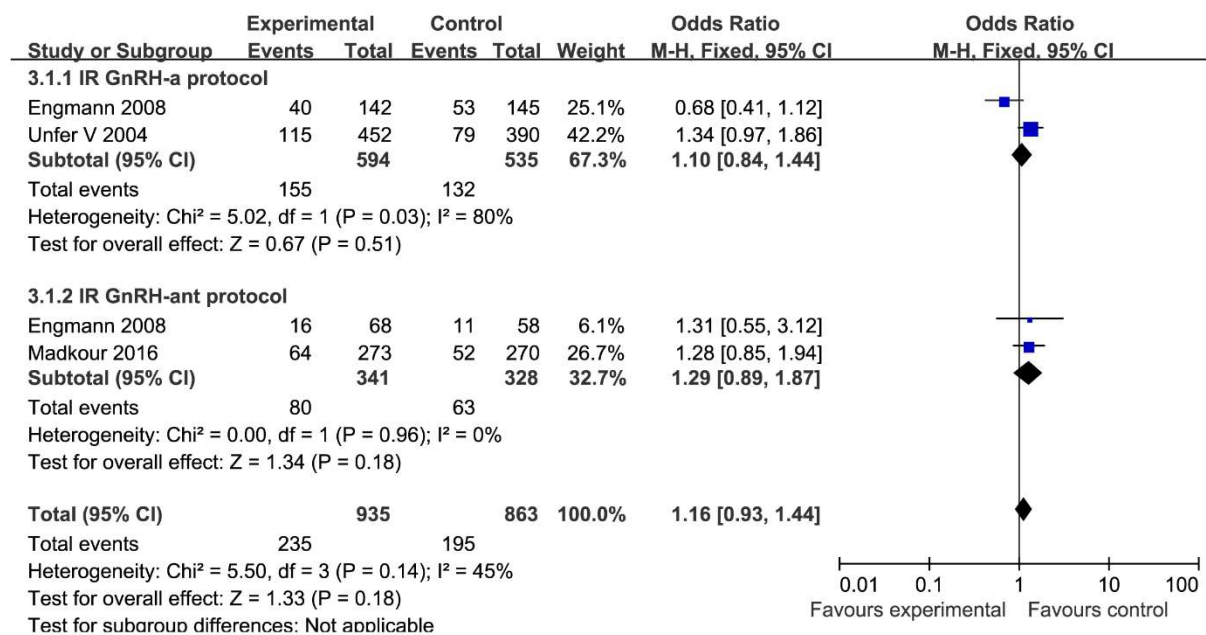 Experimental Control Odds Ratio Odds Ratio
Study or Subgroup Events Total Events Total Weight M-H, Fixed, 95% CI M-H, Fixed, 95% CI
3.1.1 IR GnRH-a protocol
Engmann 2008 40 142 53 145 25.1% 0.68 [0.41, 1.12]
Unfer V 2004 115 452 79 390 42.2% 1.34 [0.97, 1.86]
Subtotal (95% CI) 594 535 67.3% 1.10 [0.84, 1.44]
Total events 155 132
Heterogeneity: Chi² = 5.02, df = 1 (P = 0.03); I² = 80%
Test for overall effect: Z = 0.67 (P = 0.51)
3.1.2 IR GnRH-ant protocol
Engmann 2008 16 68 11 58 6.1% 1.31 [0.55, 3.12]
Madkour 2016 64 273 52 270 26.7% 1.28 [0.85, 1.94]
Subtotal (95% CI) 341 328 32.7% 1.29 [0.89, 1.87]
Total events 80 63
Heterogeneity: Chi² = 0.00, df = 1 (P = 0.96); I² = 0%
Test for overall effect: Z = 1.34 (P = 0.18)
Total (95% CI) 935 863 100.0% 1.16 [0.93, 1.44]
Total events 235 195
Heterogeneity: Chi² = 5.50, df = 3 (P = 0.14); I² = 45%
Test for overall effect: Z = 1.33 (P = 0.18)
Test for subgroup differences: Not applicable
0.01 0.1 1 10 100
Favours experimental Favours control